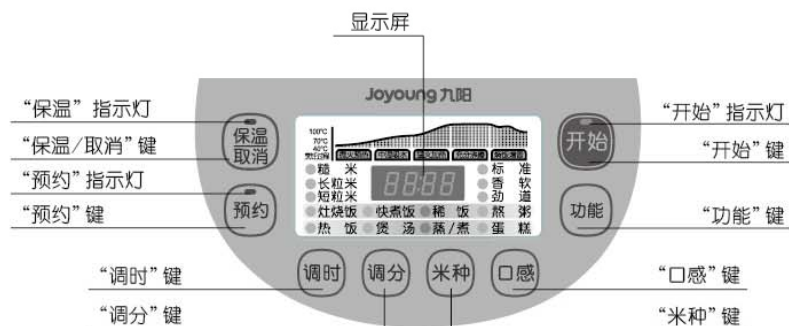 显示屏
Joyoung 九阳
“保温”指示灯
“保温/取消”键
“预约”指示灯
“预约”键
“开始”指示灯
“开始”键
“功能”键
保温
取消
预约
开始
功能
100℃
70℃
40℃
88:88
糙 米
长粒米
短粒米
标 准
香 软
劲 道
灶烧饭 快煮饭 稀 饭 熬 粥
热 饭 煲 汤 蒸/煮 蛋 糕
调时 调分 米种 口感
“调时”键
“调分”键
“口感”键
“米种”键